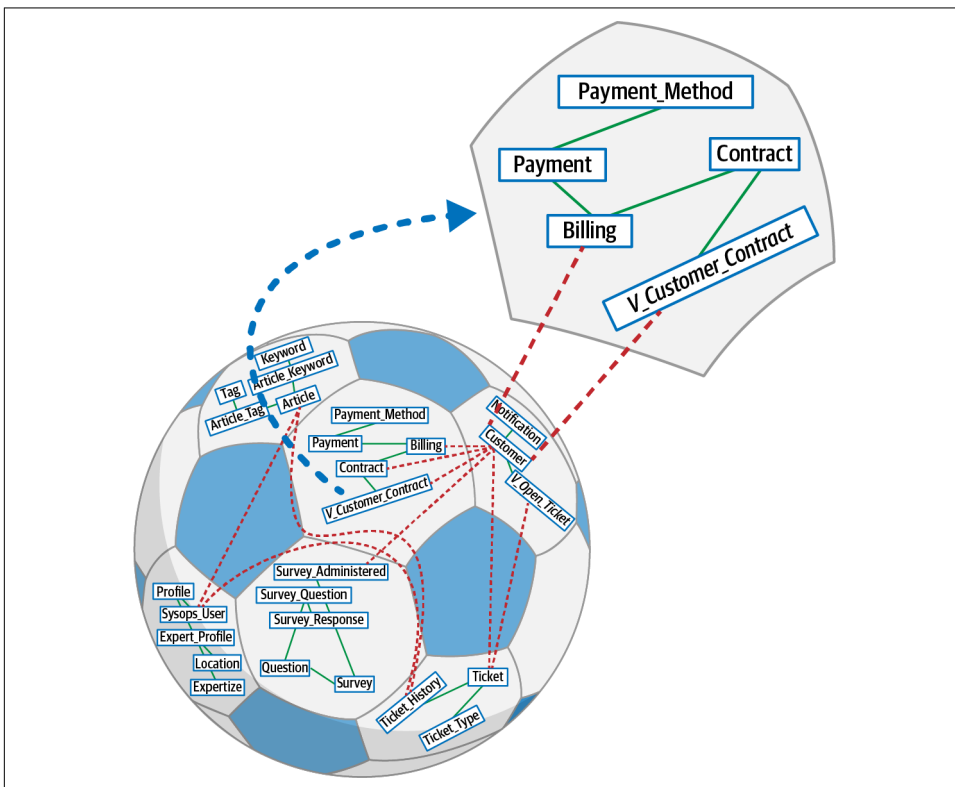 Payment_Method
Contract
Payment
Billing
V_Customer_Contract
Keyword
Article_Keyword
Tag
Article
Article_Tag
Payment_Method
Payment
Billing
Contract
V_Customer_Contract
Notification
Customer
V_Open_Ticket
Survey_Administered
Survey_Question
Survey_Response
Question
Survey
Profile
Sysops_User
Expert_Profile
Location
Expertize
Ticket
Ticket_History
Ticket_Type